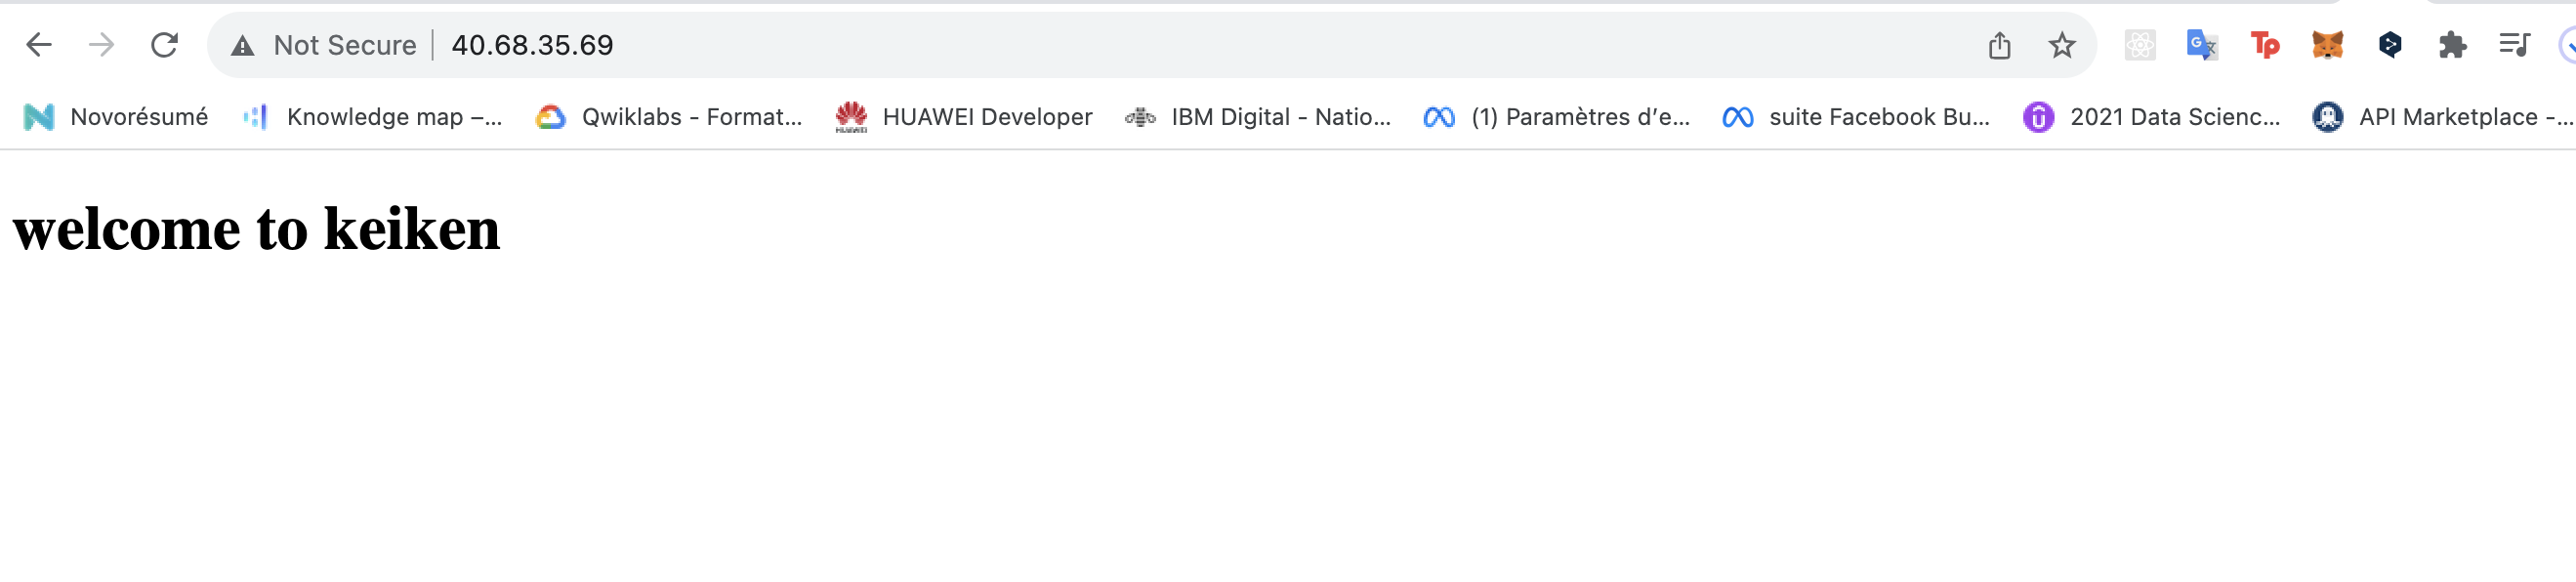 Not Secure | 40.68.35.69
Novorésumé Knowledge map –... Qwiklabs - Format... HUAWEI Developer IBM Digital - Natio... (1) Paramètres d’e... suite Facebook Bu... 2021 Data Scienc... API Marketplace -...
welcome to keiken